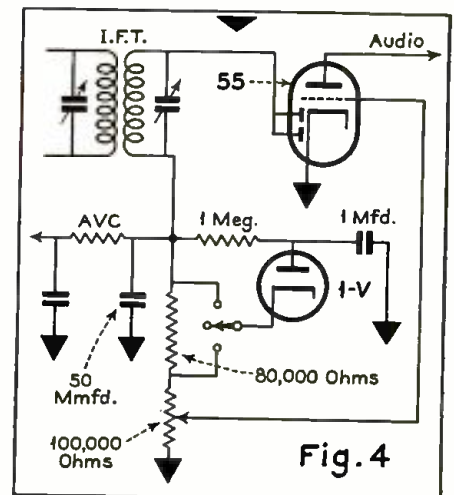 I.F.T.
Audio
55
AVC
1 Meg.
1 Mfd.
1-V
50
Mmfd.
80,000 Ohms
100,000
Ohms
Fig. 4